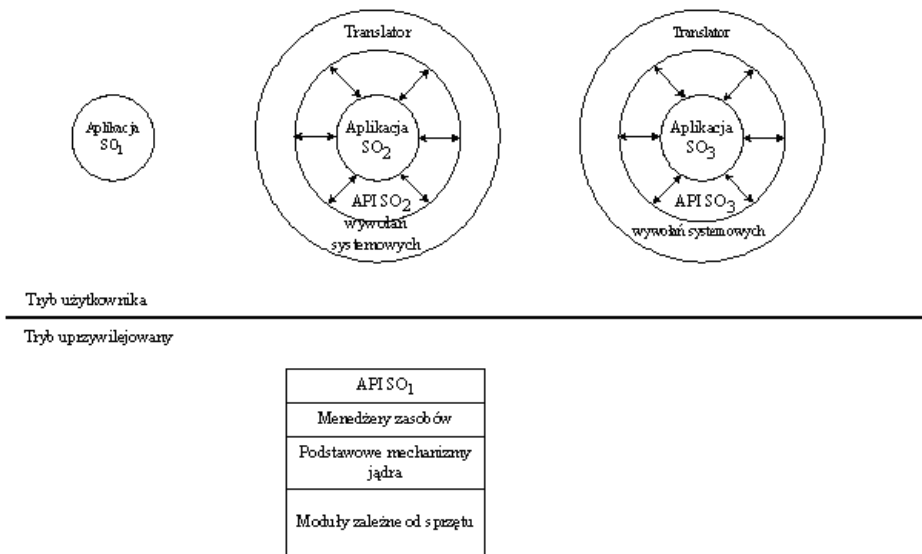 Translator
Aplikacja
SO1
Aplikacja
SO2
API SO2
wywołań
systemowych
Translator
Aplikacja
SO3
API SO3
wywołań systemowych
Tryb użytkownika
Tryb uprzywilejowany
API SO1
Menedżery zasobów
Podstawowe mechanizmy
jądra
Moduły zależne od sprzętu